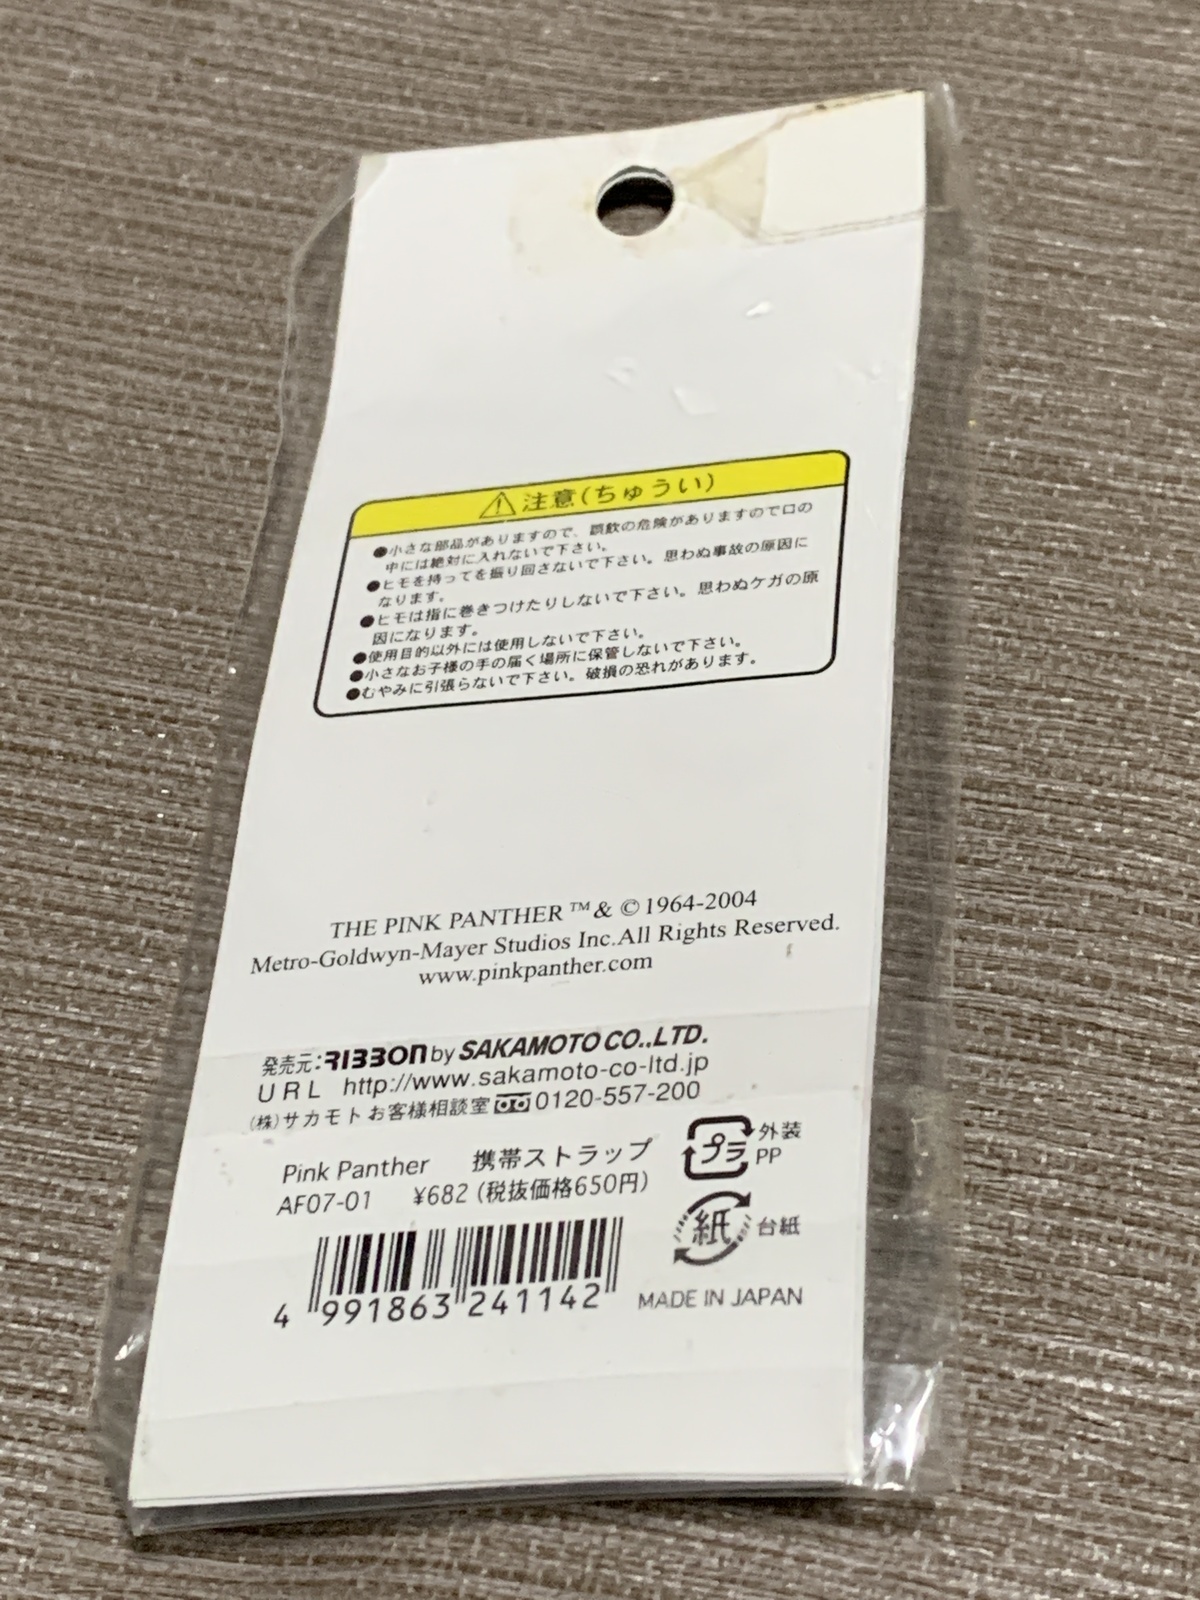 ⚠注意(ちゅうい)
●小さな部品がありますので、誤飲の危険がありますので口の
中には絶対に入れないで下さい。
●ヒモを持ってを振り回さないで下さい。思わぬ事故の原因に
なります。
●ヒモは指に巻きつけたりしないで下さい。思わぬケガの原
因になります。
●使用目的以外には使用しないで下さい。
●小さなお子様の手の届く場所に保管しないで下さい。
●むやみに引張らないで下さい。破損の恐れがあります。
THE PINK PANTHER ™ & © 1964-2004
Metro-Goldwyn-Mayer Studios Inc.All Rights Reserved.
www.pinkpanther.com
発売元:RIBBON by SAKAMOTO CO.,LTD.
URL http://www.sakamoto-co-ltd.jp
(株)サカモトお客様相談室 0120-557-200
Pink Panther 携帯ストラップ
AF07-01 ¥682(税抜価格650円)
プラ 外装
PP
紙 台紙
4 991863 241142
MADE IN JAPAN